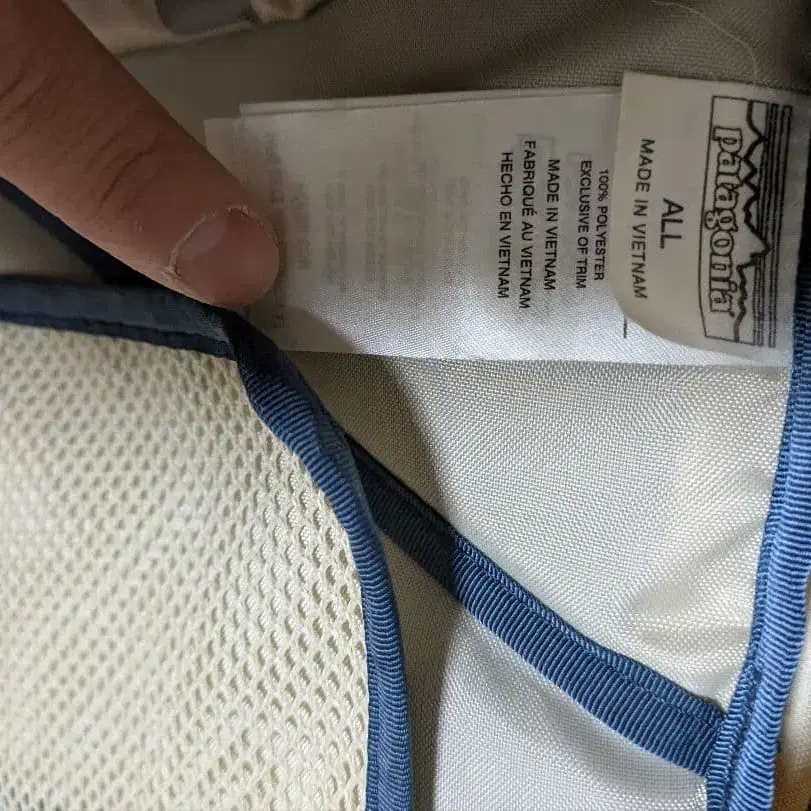 patagonia®
ALL
MADE IN VIETNAM
100% POLYESTER
EXCLUSIVE OF TRIM
MADE IN VIETNAM
FABRIQUÉ AU VIETNAM
HECHO EN VIETNAM